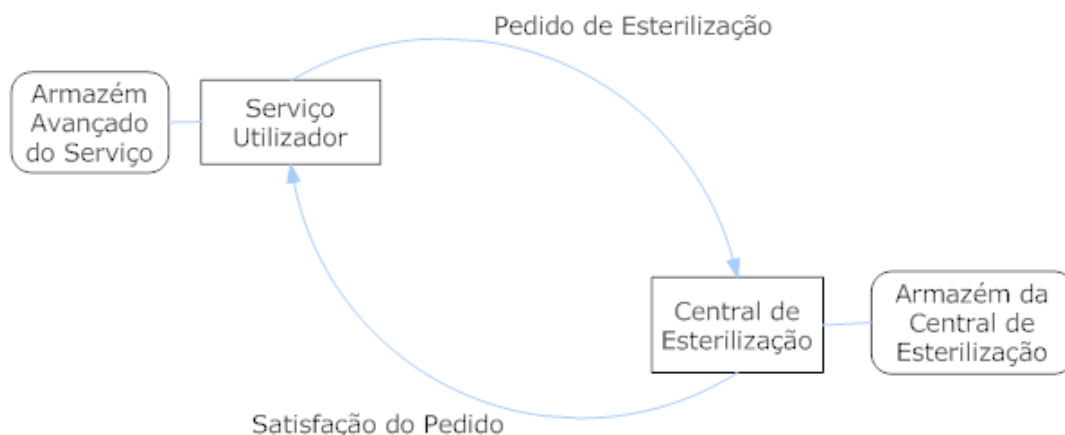 Pedido de Esterilização
Armazém
Avançado
do Serviço
Serviço
Utilizador
Central de
Esterilização
Armazém da
Central de
Esterilização
Satisfação do Pedido